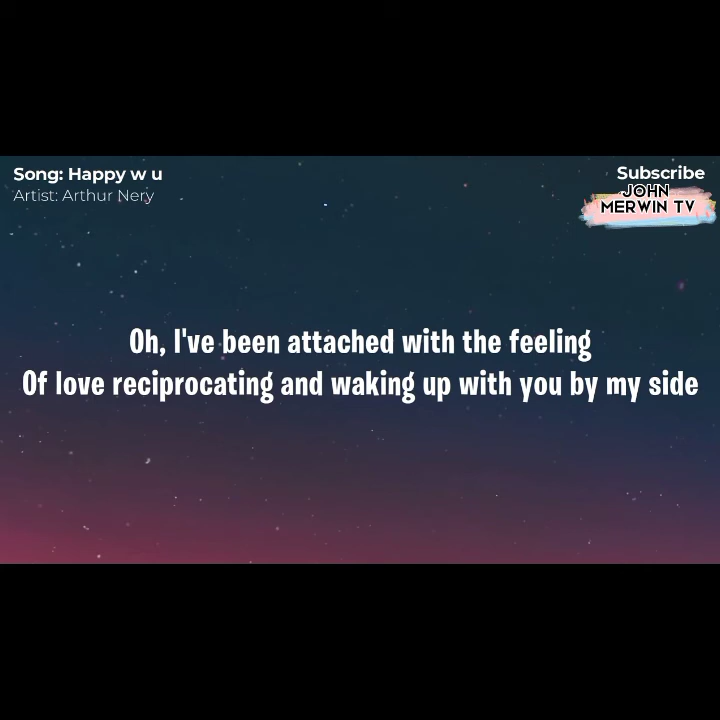 Song: Happy w u
Artist: Arthur Nery
Subscribe
JOHN
MERWIN TV
Oh, I've been attached with the feeling
Of love reciprocating and waking up with you by my side